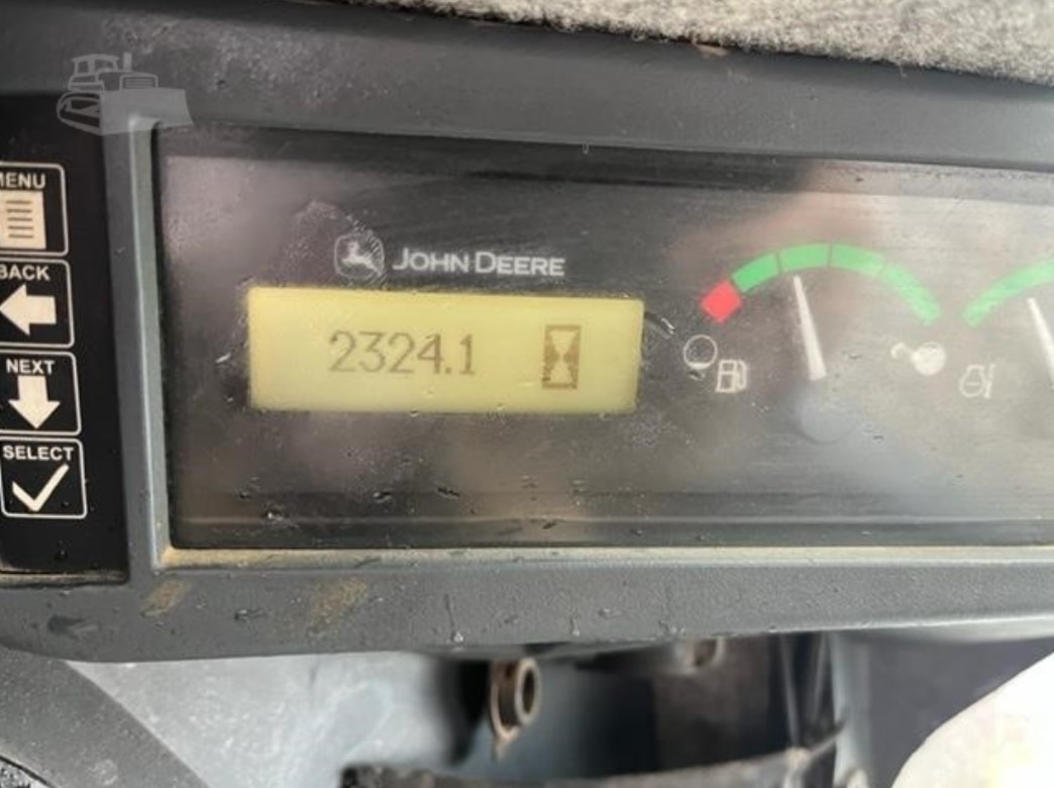 MENU
BACK
NEXT
SELECT
JOHN DEERE
2324.1